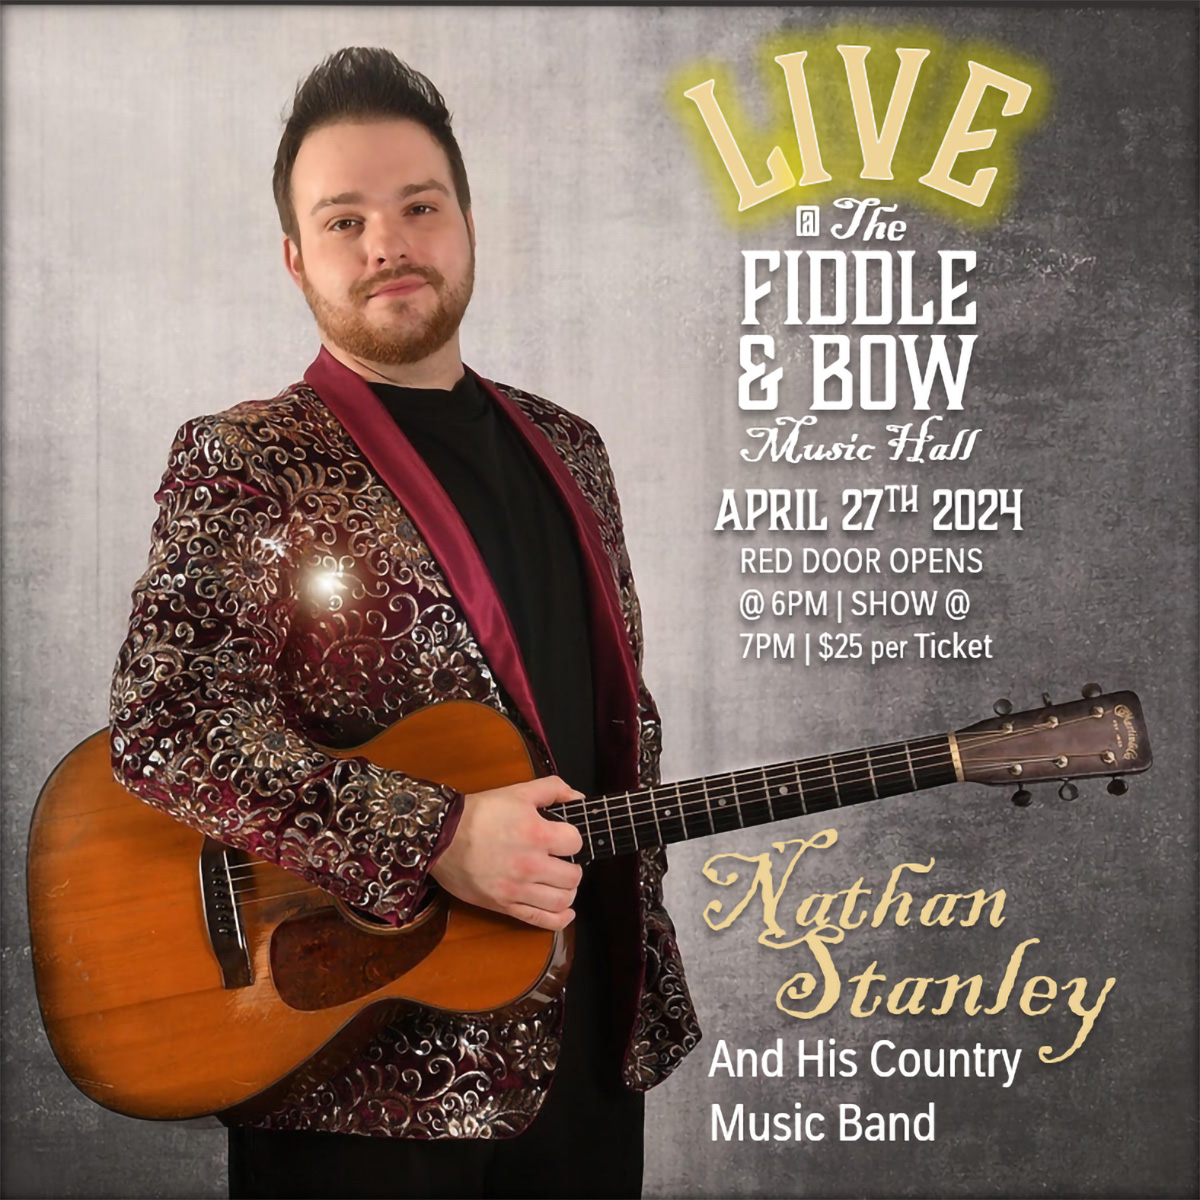 LIVE
@ The
FIDDLE
& BOW
Music Hall
APRIL 27TH 2024
RED DOOR OPENS
@ 6PM | SHOW @
7PM | $25 per Ticket
Nathan
Stanley
And His Country
Music Band